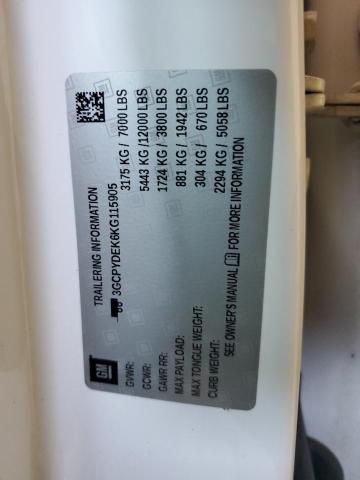 GM
TRAILERING INFORMATION
3GCPYDEK6KG115905
GVWR: 3175 KG / 7000 LBS
GCWR: 5443 KG /12000 LBS
GAWR RR: 1724 KG / 3800 LBS
MAX PAYLOAD: 881 KG / 1942 LBS
MAX TONGUE WEIGHT: 304 KG / 670 LBS
CURB WEIGHT: 2294 KG / 5058 LBS
SEE OWNER'S MANUAL FOR MORE INFORMATION